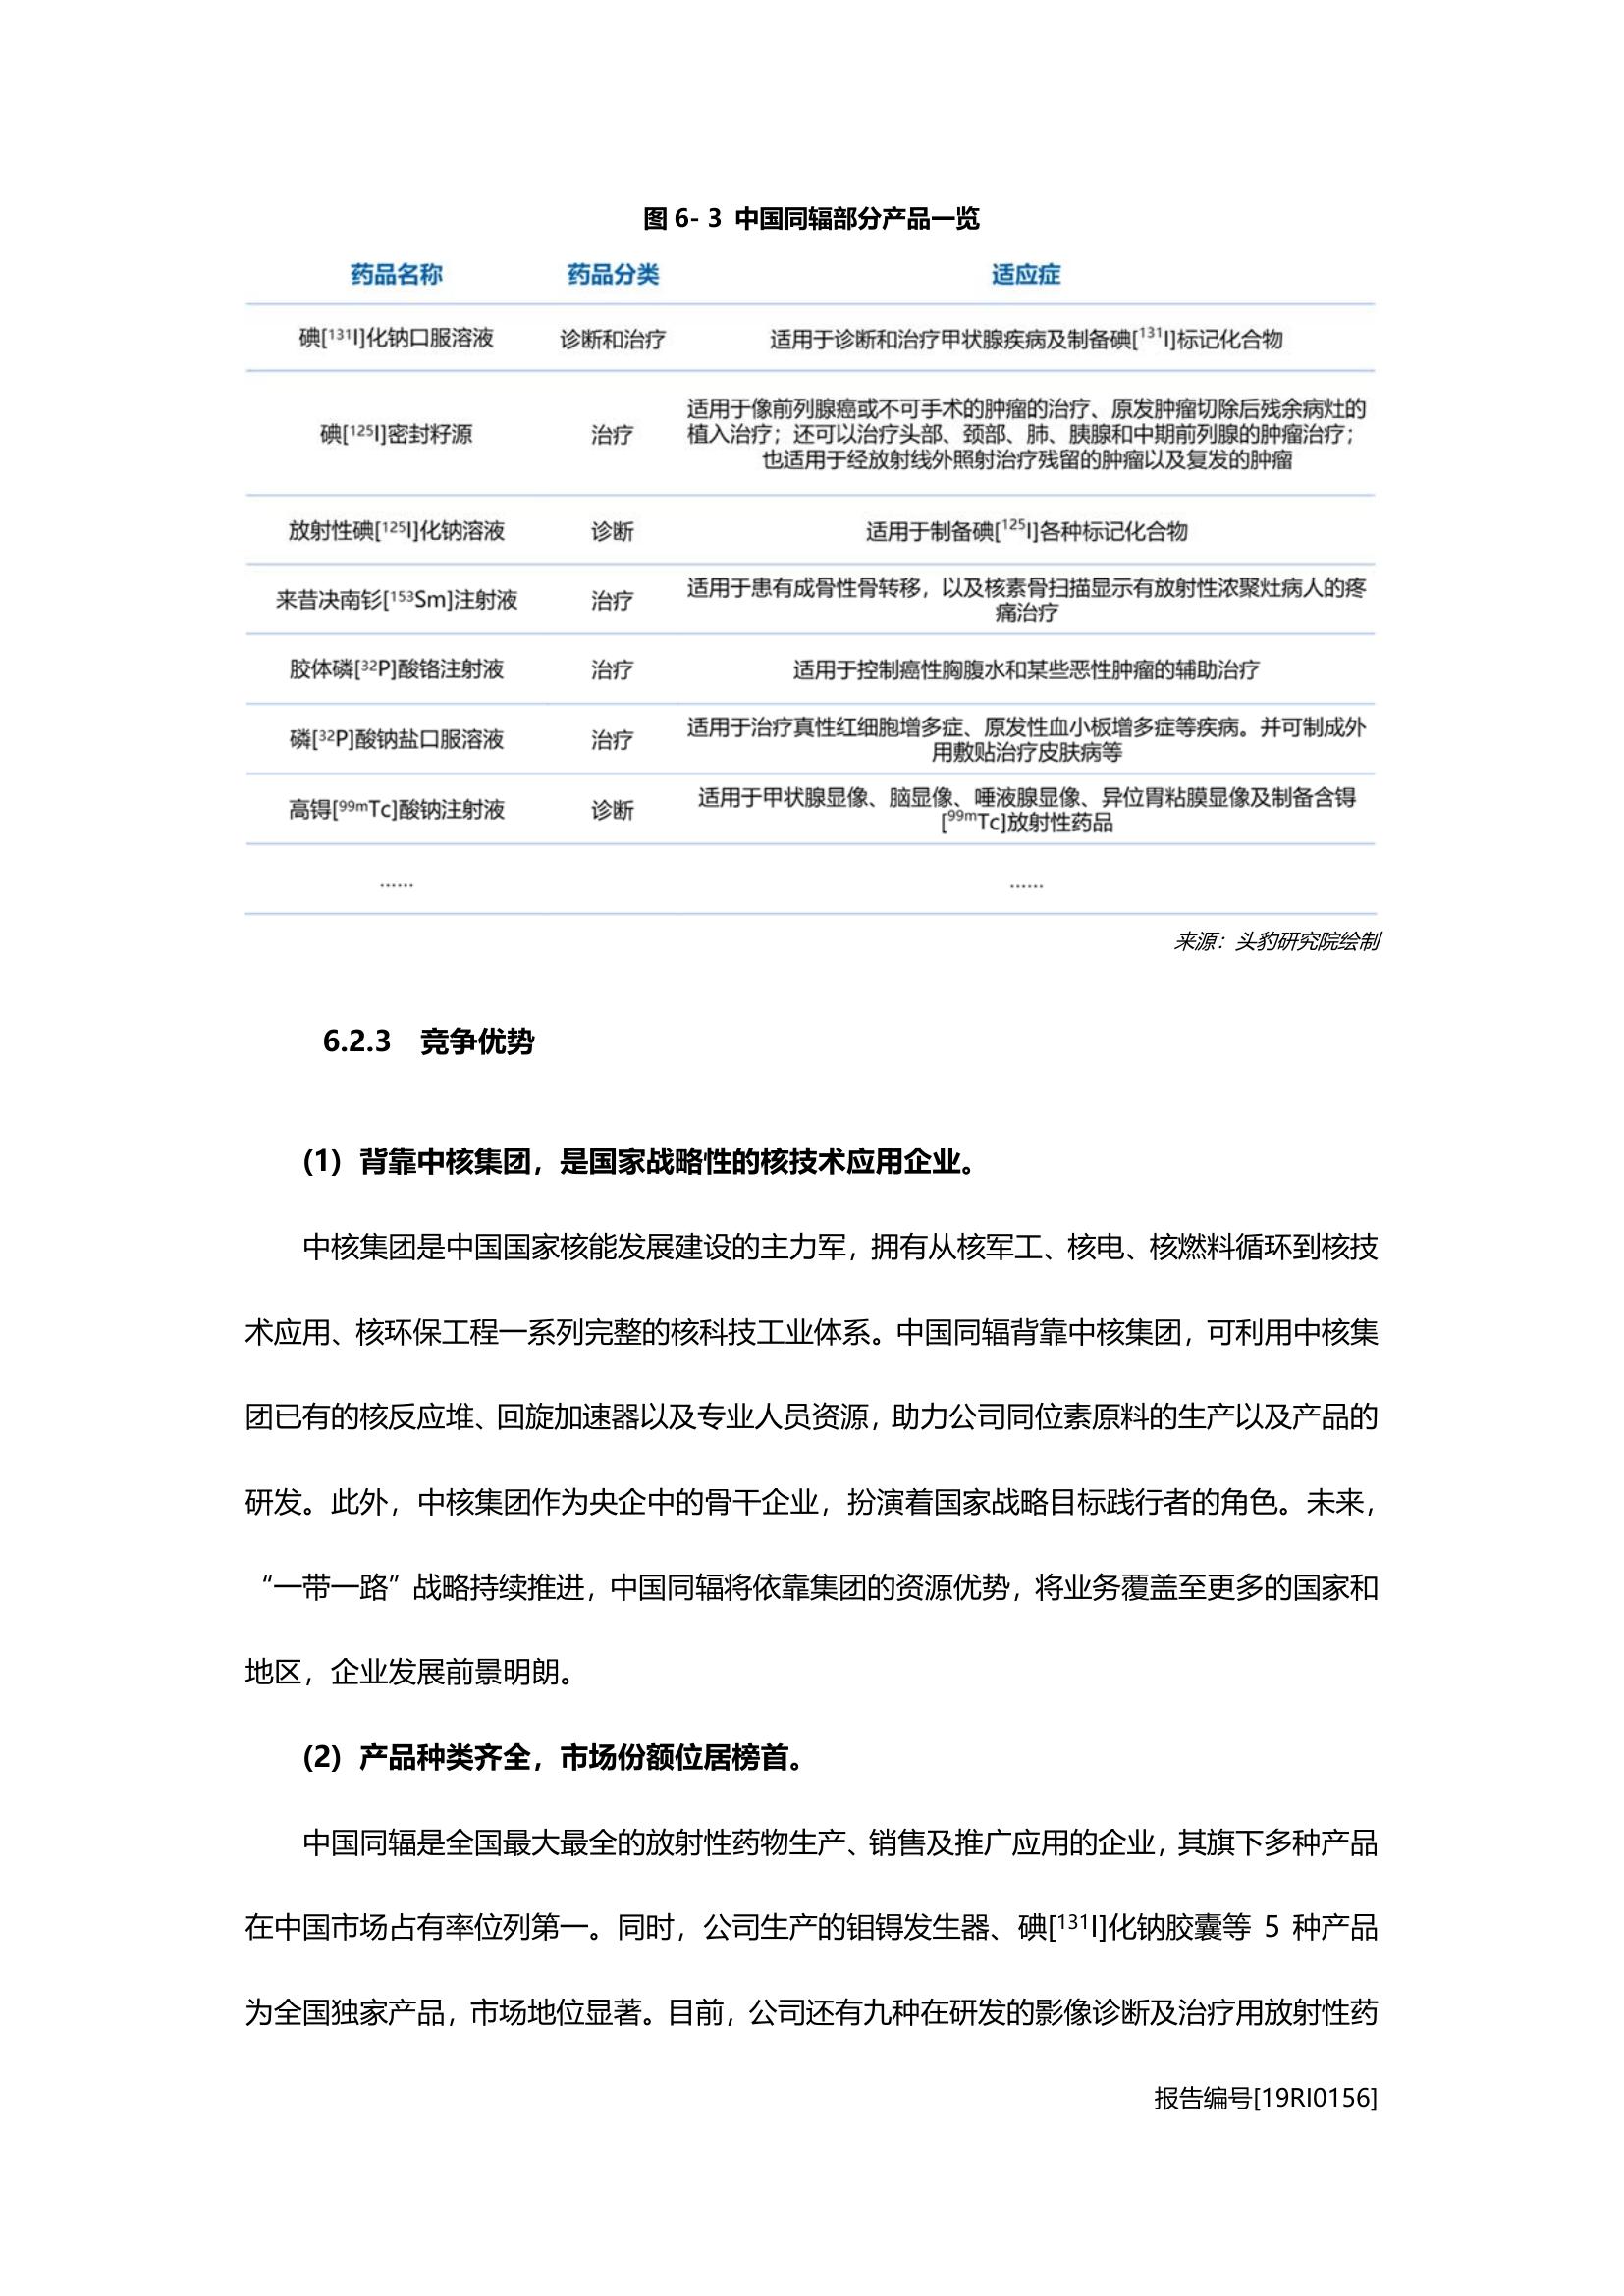 图 6- 3 中国同辐部分产品一览
药品名称 药品分类 适应症
碘[¹³¹I]化钠口服溶液 诊断和治疗 适用于诊断和治疗甲状腺疾病及制备碘[¹³¹I]标记化合物
碘[¹²⁵I]密封籽源 治疗 适用于像前列腺癌或不可手术的肿瘤的治疗、原发肿瘤切除后残余病灶的
植入治疗；还可以治疗头部、颈部、肺、胰腺和中期前列腺的肿瘤治疗；
也适用于经放射线外照射治疗残留的肿瘤以及复发的肿瘤
放射性碘[¹²⁵I]化钠溶液 诊断 适用于制备碘[¹²⁵I]各种标记化合物
来昔决南钐[¹⁵³Sm]注射液 治疗 适用于患有成骨性骨转移，以及核素骨扫描显示有放射性浓聚灶病人的疼
痛治疗
胶体磷[³²P]酸铬注射液 治疗 适用于控制癌性胸腹水和某些恶性肿瘤的辅助治疗
磷[³²P]酸钠盐口服溶液 治疗 适用于治疗真性红细胞增多症、原发性血小板增多症等疾病。并可制成外
用敷贴治疗皮肤病等
高锝[⁹⁹ᵐTc]酸钠注射液 诊断 适用于甲状腺显像、脑显像、唾液腺显像、异位胃粘膜显像及制备含锝
[⁹⁹ᵐTc]放射性药品
...... ......
来源：头豹研究院绘制
6.2.3 竞争优势
(1) 背靠中核集团，是国家战略性的核技术应用企业。
中核集团是中国国家核能发展建设的主力军，拥有从核军工、核电、核燃料循环到核技
术应用、核环保工程一系列完整的核科技工业体系。中国同辐背靠中核集团，可利用中核集
团已有的核反应堆、回旋加速器以及专业人员资源，助力公司同位素原料的生产以及产品的
研发。此外，中核集团作为央企中的骨干企业，扮演着国家战略目标践行者的角色。未来，
“一带一路”战略持续推进，中国同辐将依靠集团的资源优势，将业务覆盖至更多的国家和
地区，企业发展前景明朗。
(2) 产品种类齐全，市场份额位居榜首。
中国同辐是全国最大最全的放射性药物生产、销售及推广应用的企业，其旗下多种产品
在中国市场占有率位列第一。同时，公司生产的钼锝发生器、碘[¹³¹I]化钠胶囊等 5 种产品
为全国独家产品，市场地位显著。目前，公司还有九种在研发的影像诊断及治疗用放射性药
报告编号[19RI0156]